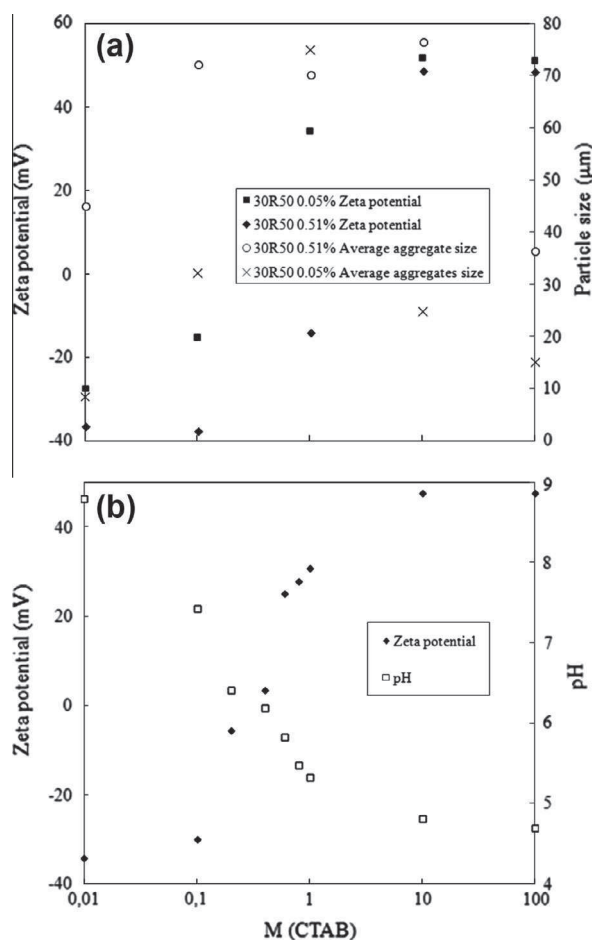 (a)
60
40
20
0
-20
-40
Zeta potential (mV)
80
70
60
50
40
30
20
10
0
Particle size (µm)
30R50 0.05% Zeta potential
30R50 0.51% Zeta potential
30R50 0.51% Average aggregate size
30R50 0.05% Average aggregates size
(b)
40
20
0
-20
-40
Zeta potential (mV)
9
8
7
6
5
4
pH
Zeta potential
pH
0,01 0,1 1 10 100
M (CTAB)